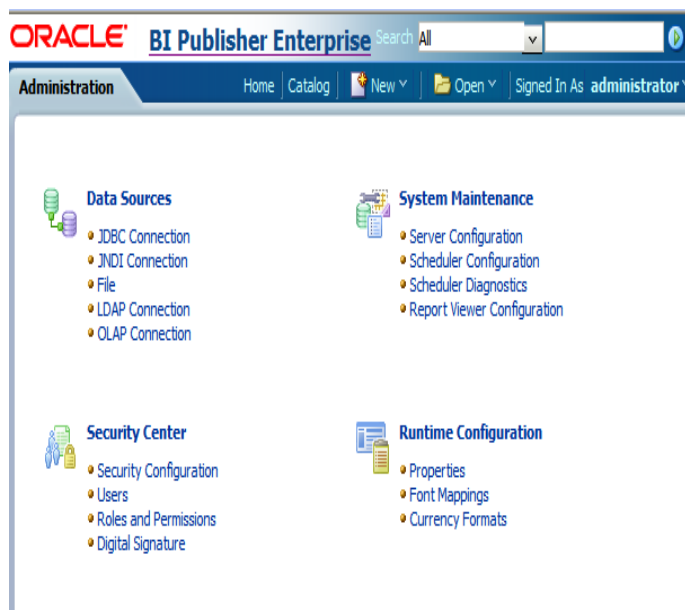 ORACLE BI Publisher Enterprise Search All
Administration Home Catalog New Open Signed In As administrator
Data Sources
JDBC Connection
JNDI Connection
File
LDAP Connection
OLAP Connection
System Maintenance
Server Configuration
Scheduler Configuration
Scheduler Diagnostics
Report Viewer Configuration
Security Center
Security Configuration
Users
Roles and Permissions
Digital Signature
Runtime Configuration
Properties
Font Mappings
Currency Formats